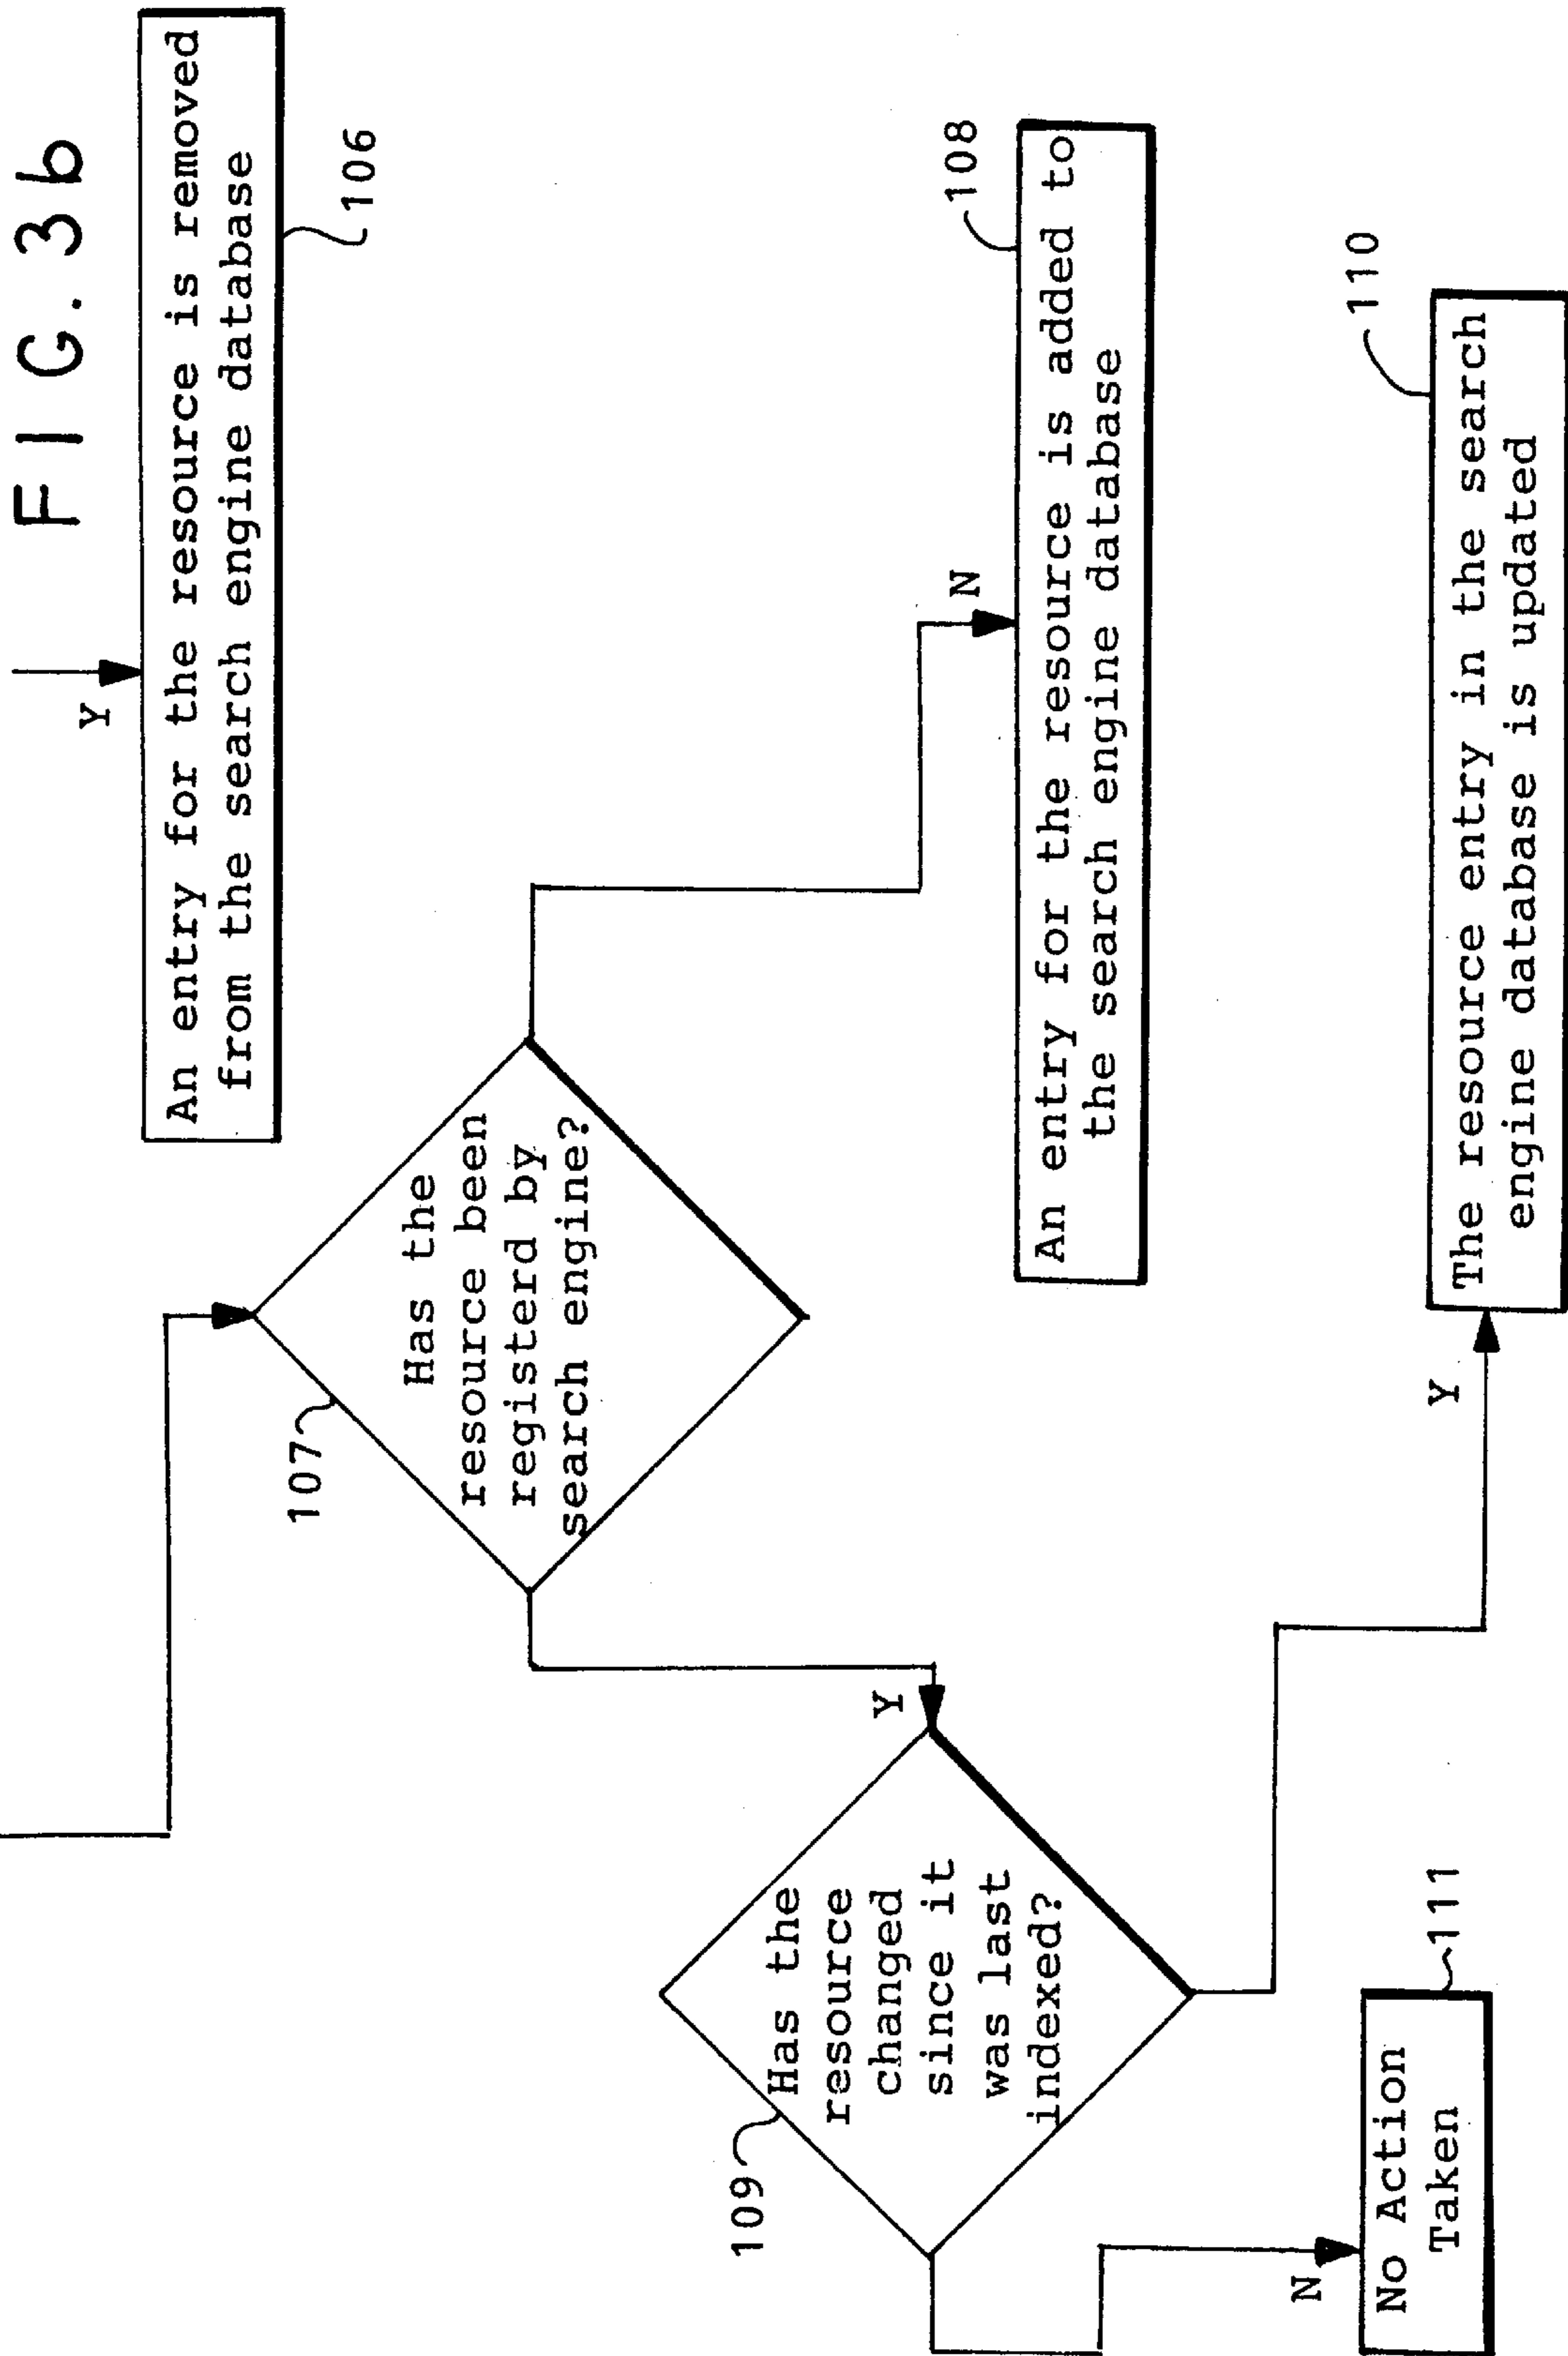 FIG. 3b
Y
An entry for the resource is removed
from the search engine database
106
107
Has the
resource been
registerd by
search engine?
N
108
An entry for the resource is added to
the search engine database
Y
109
Has the
resource
changed
since it
was last
indexed?
Y
110
The resource entry in the search
engine database is updated
N
No Action
Taken
111